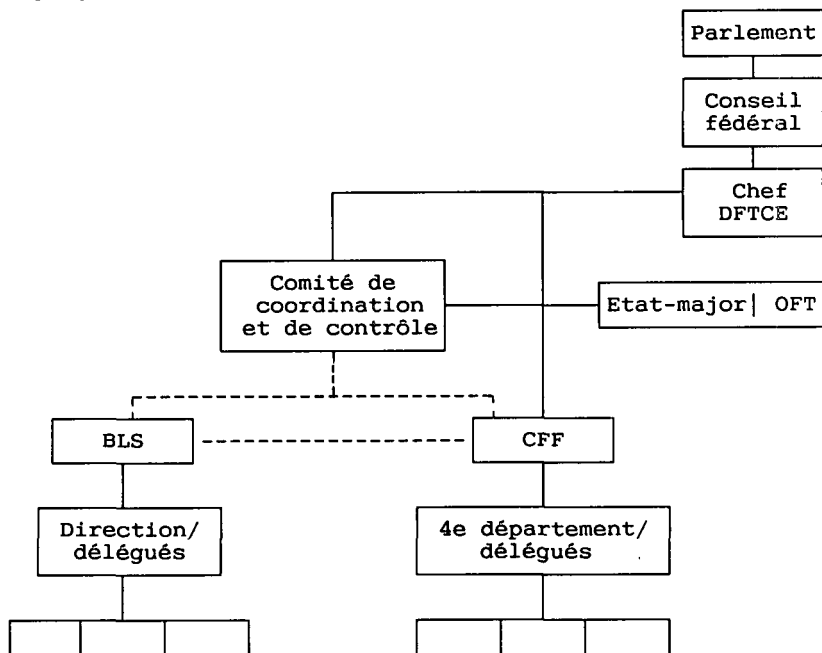 Parlement
Conseil
fédéral
Chef
DFTCE
Comité de
coordination
et de contrôle
Etat-major| OFT
BLS
CFF
Direction/
délégués
4e département/
délégués